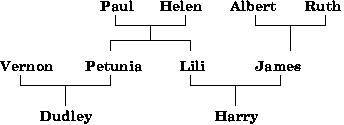 Paul Helen Albert Ruth
Vernon Petunia Lili James
Dudley Harry